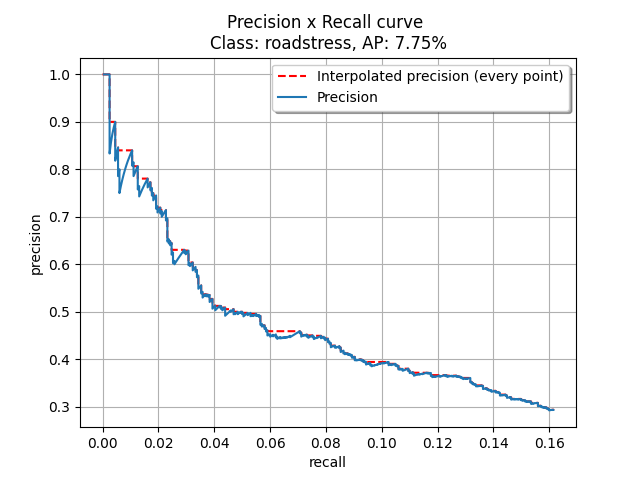 Precision x Recall curve
Class: roadstress, AP: 7.75%
Interpolated precision (every point)
Precision
1.0
0.9
0.8
0.7
0.6
0.5
0.4
0.3
precision
0.00 0.02 0.04 0.06 0.08 0.10 0.12 0.14 0.16
recall